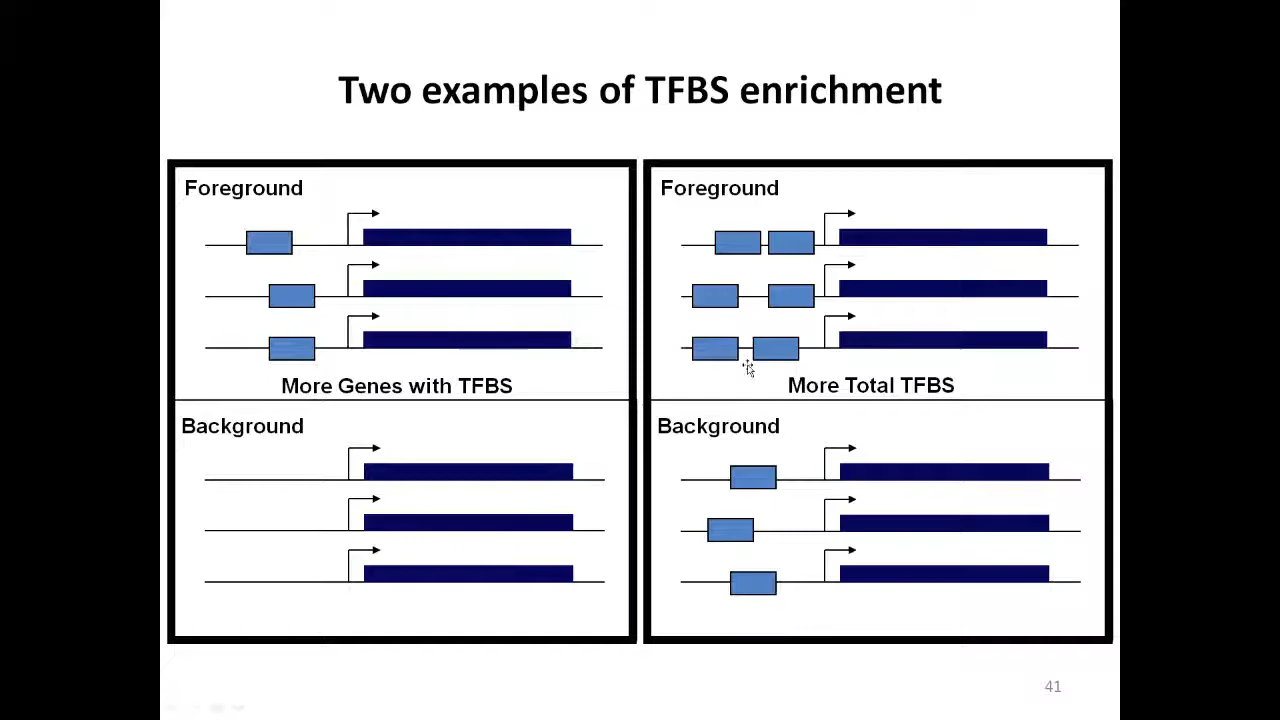 Two examples of TFBS enrichment
Foreground
More Genes with TFBS
Background
Foreground
More Total TFBS
Background
41